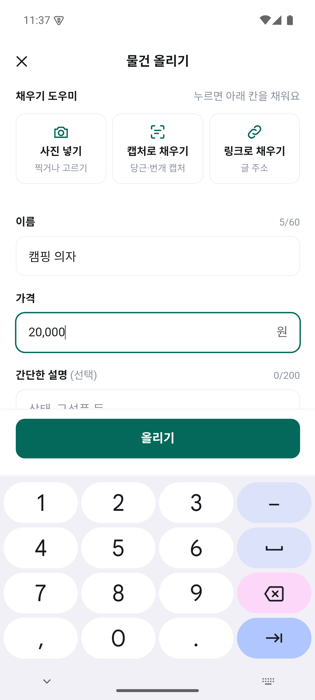 11:37
물건 올리기
채우기 도우미
누르면 아래 칸을 채워요
사진 넣기
찍거나 고르기
캡처로 채우기
당근·번개 캡처
링크로 채우기
글 주소
이름
5/60
캠핑 의자
가격
20,000
원
간단한 설명 (선택)
0/200
올리기
1 2 3 –
4 5 6
7 8 9
, 0 .